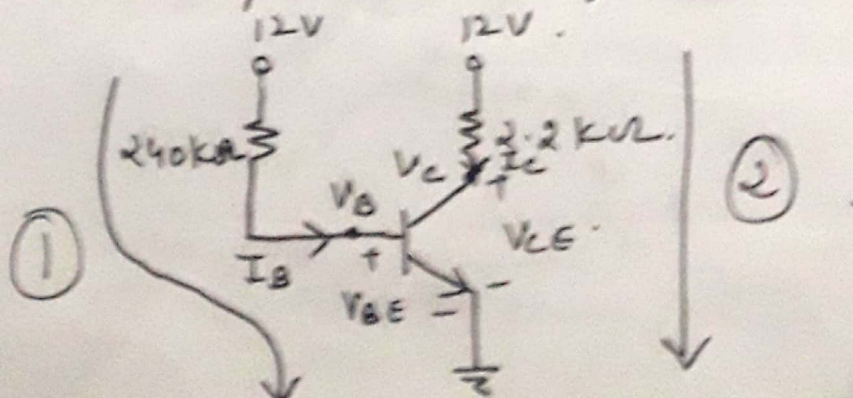 12V 12V.
240KΩ 2.2 KΩ.
VC IC
+
VB
1 2
+ VCE.
IB
VBE - -